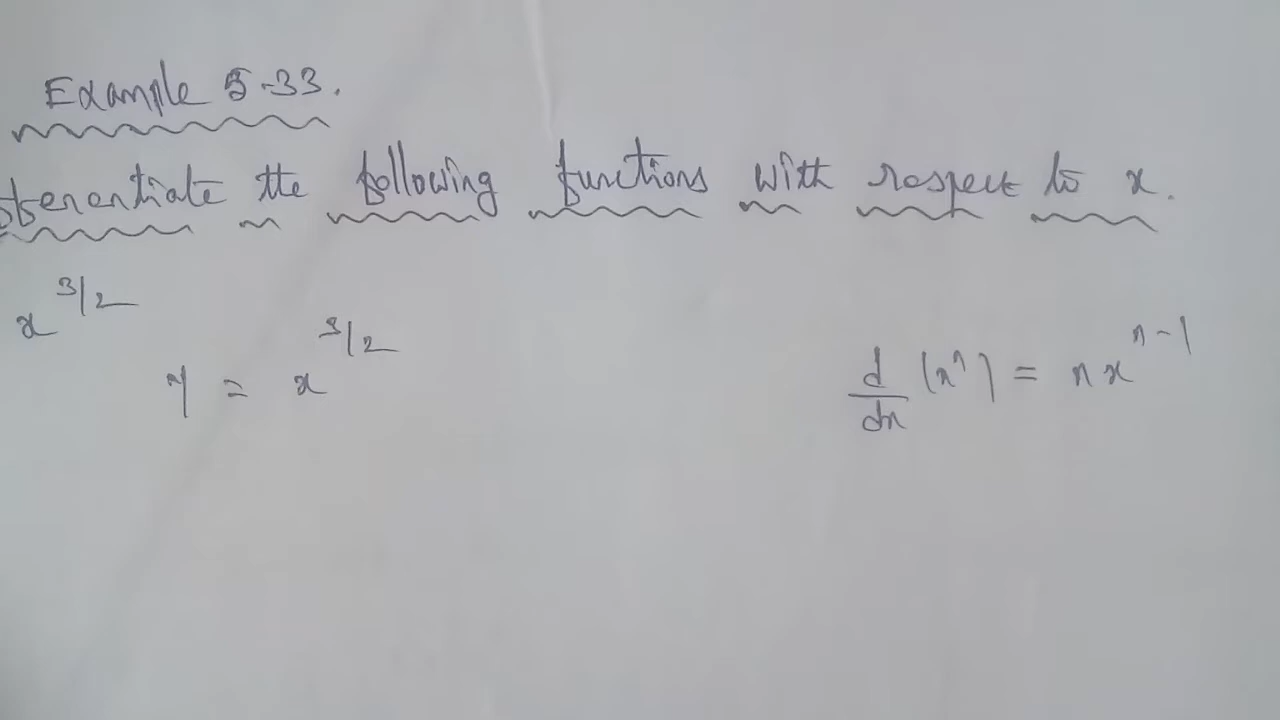 Example 5.33.
fferentiate the following functions with respect to x.
x^3/2
y = x^3/2
d/dx (x^n) = n x^n-1